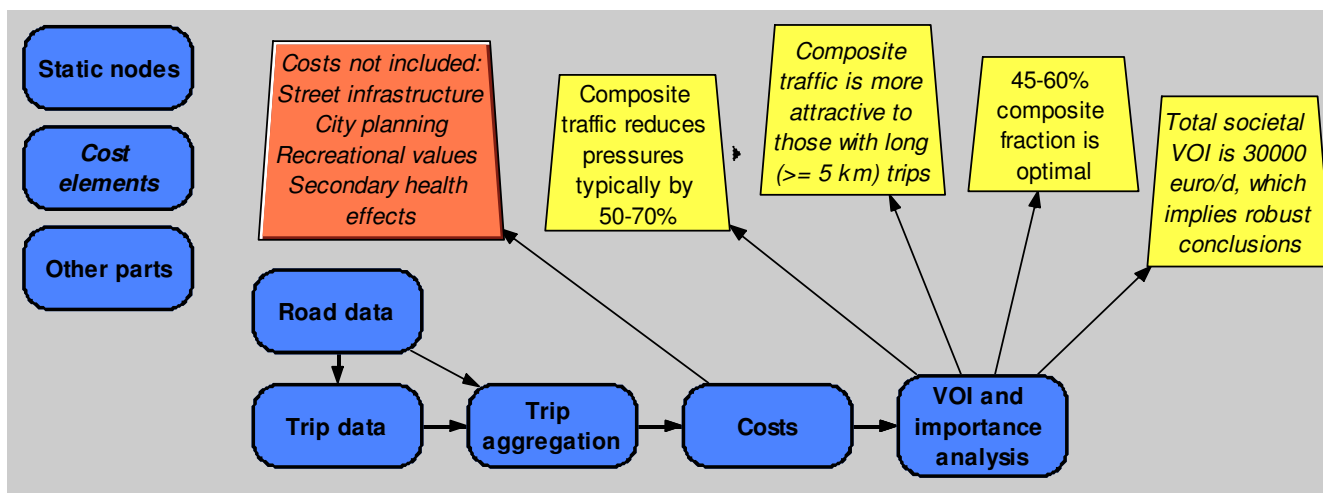 Static nodes
Cost
elements
Other parts
Costs not included:
Street infrastructure
City planning
Recreational values
Secondary health
effects
Composite
traffic reduces
pressures
typically by
50-70%
Composite
traffic is more
attractive to
those with long
(>= 5 km) trips
45-60%
composite
fraction is
optimal
Total societal
VOI is 30000
euro/d, which
implies robust
conclusions
Road data
Trip data
Trip
aggregation
Costs
VOI and
importance
analysis